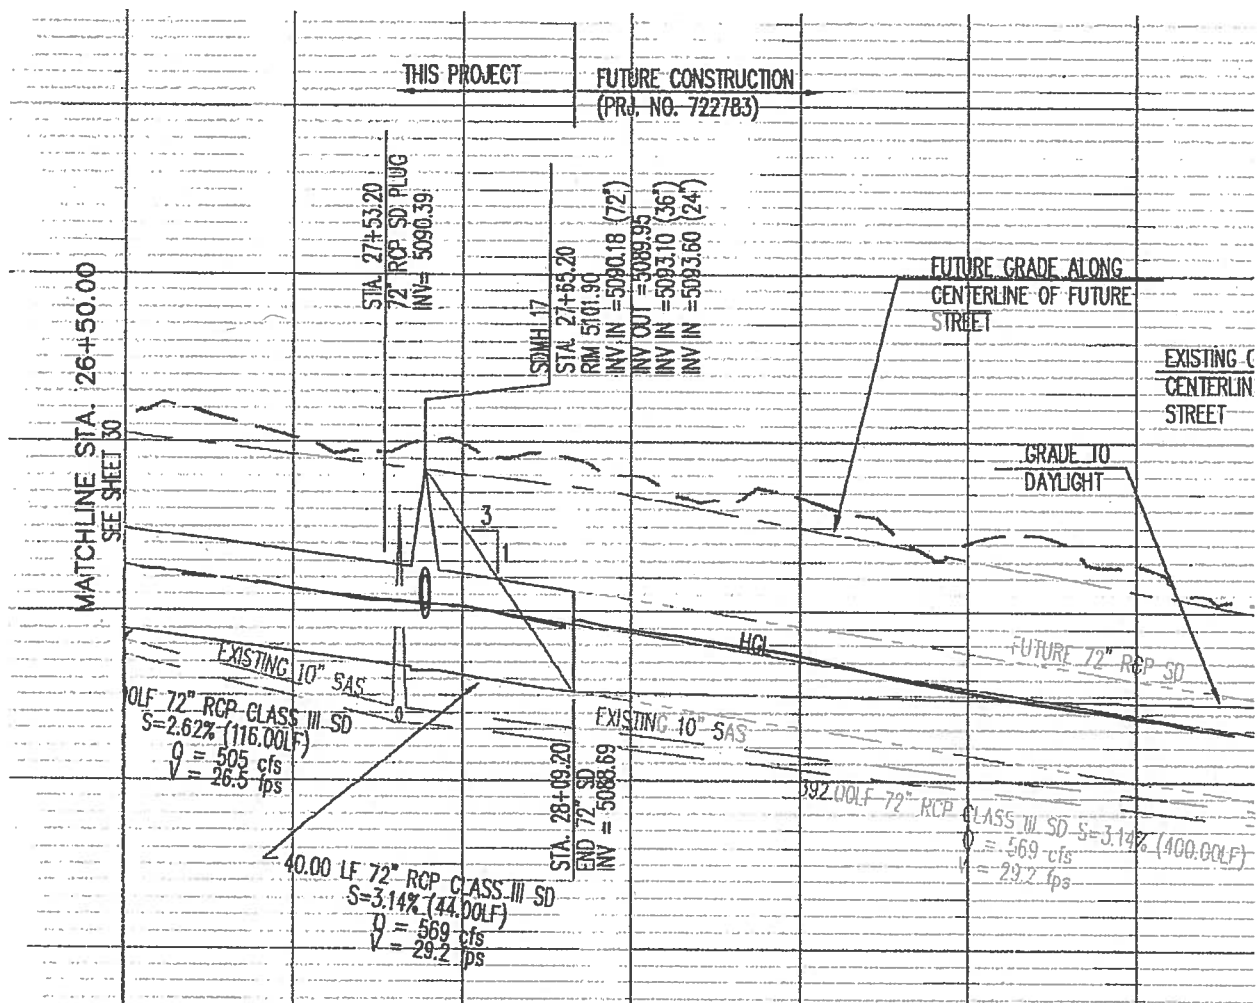 THIS PROJECT
FUTURE CONSTRUCTION
(PRJ. NO. 722783)
MATCHLINE STA. 26+50.00
SEE SHEET 30
STA. 27+53.20
72" RCP SD PLUG
INV= 5090.39
SDMH 17
STA. 27+65.20
RIM 5101.90
INV IN =5090.18 (72")
INV OUT =5089.95
INV IN =5093.10 (36")
INV IN =5093.60 (24")
FUTURE GRADE ALONG
CENTERLINE OF FUTURE
STREET
EXISTING G
CENTERLIN
STREET
GRADE TO
DAYLIGHT
3
1
HGL
FUTURE 72" RCP SD
EXISTING 10" SAS
EXISTING 10" SAS
0LF 72" RCP CLASS III SD
S=2.62% (116.00LF)
Q = 505 cfs
V = 26.5 fps
STA. 28+09.20
END 72" SD
INV = 5088.69
392.00LF 72" RCP CLASS III SD S=3.14% (400.00LF)
Q = 569 cfs
V = 29.2 fps
40.00 LF 72" RCP CLASS III SD
S=3.14% (44.00LF)
Q = 569 cfs
V = 29.2 fps